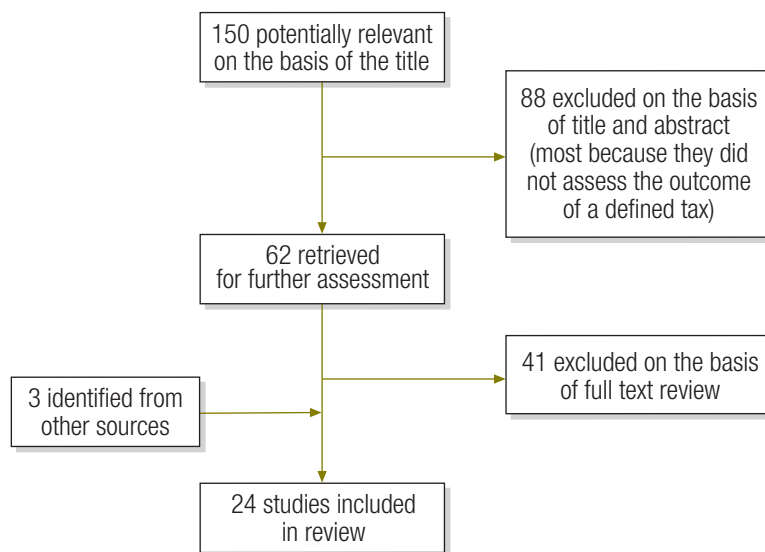 150 potentially relevant
on the basis of the title
88 excluded on the basis
of title and abstract
(most because they did
not assess the outcome
of a defined tax)
62 retrieved
for further assessment
41 excluded on the basis
of full text review
3 identified from
other sources
24 studies included
in review